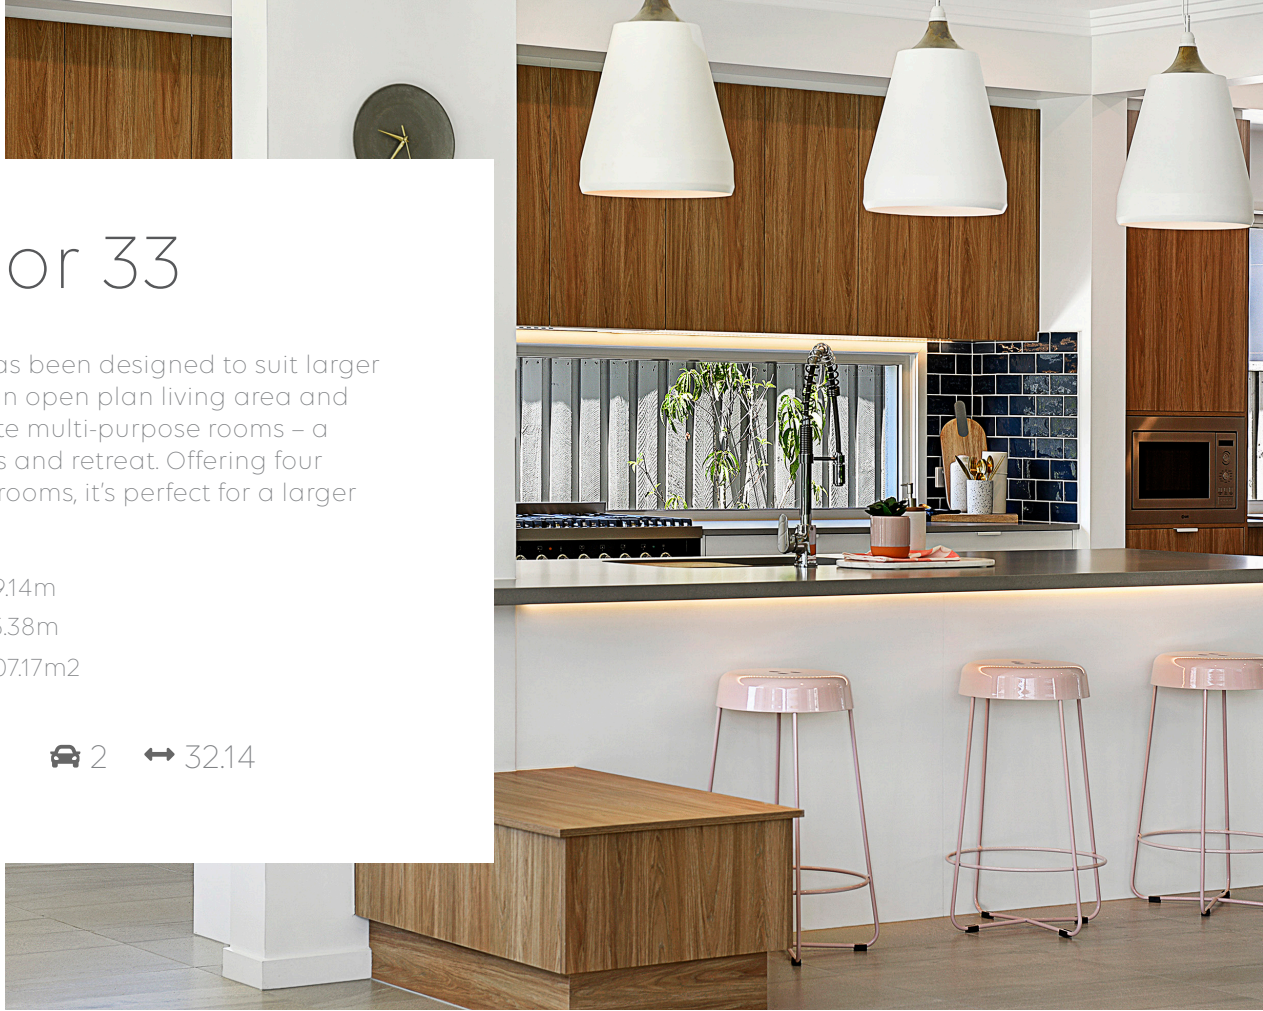 or 33
as been designed to suit larger
n open plan living area and
te multi-purpose rooms – a
s and retreat. Offering four
rooms, it's perfect for a larger
9.14m
.38m
07.17m2
2 32.14